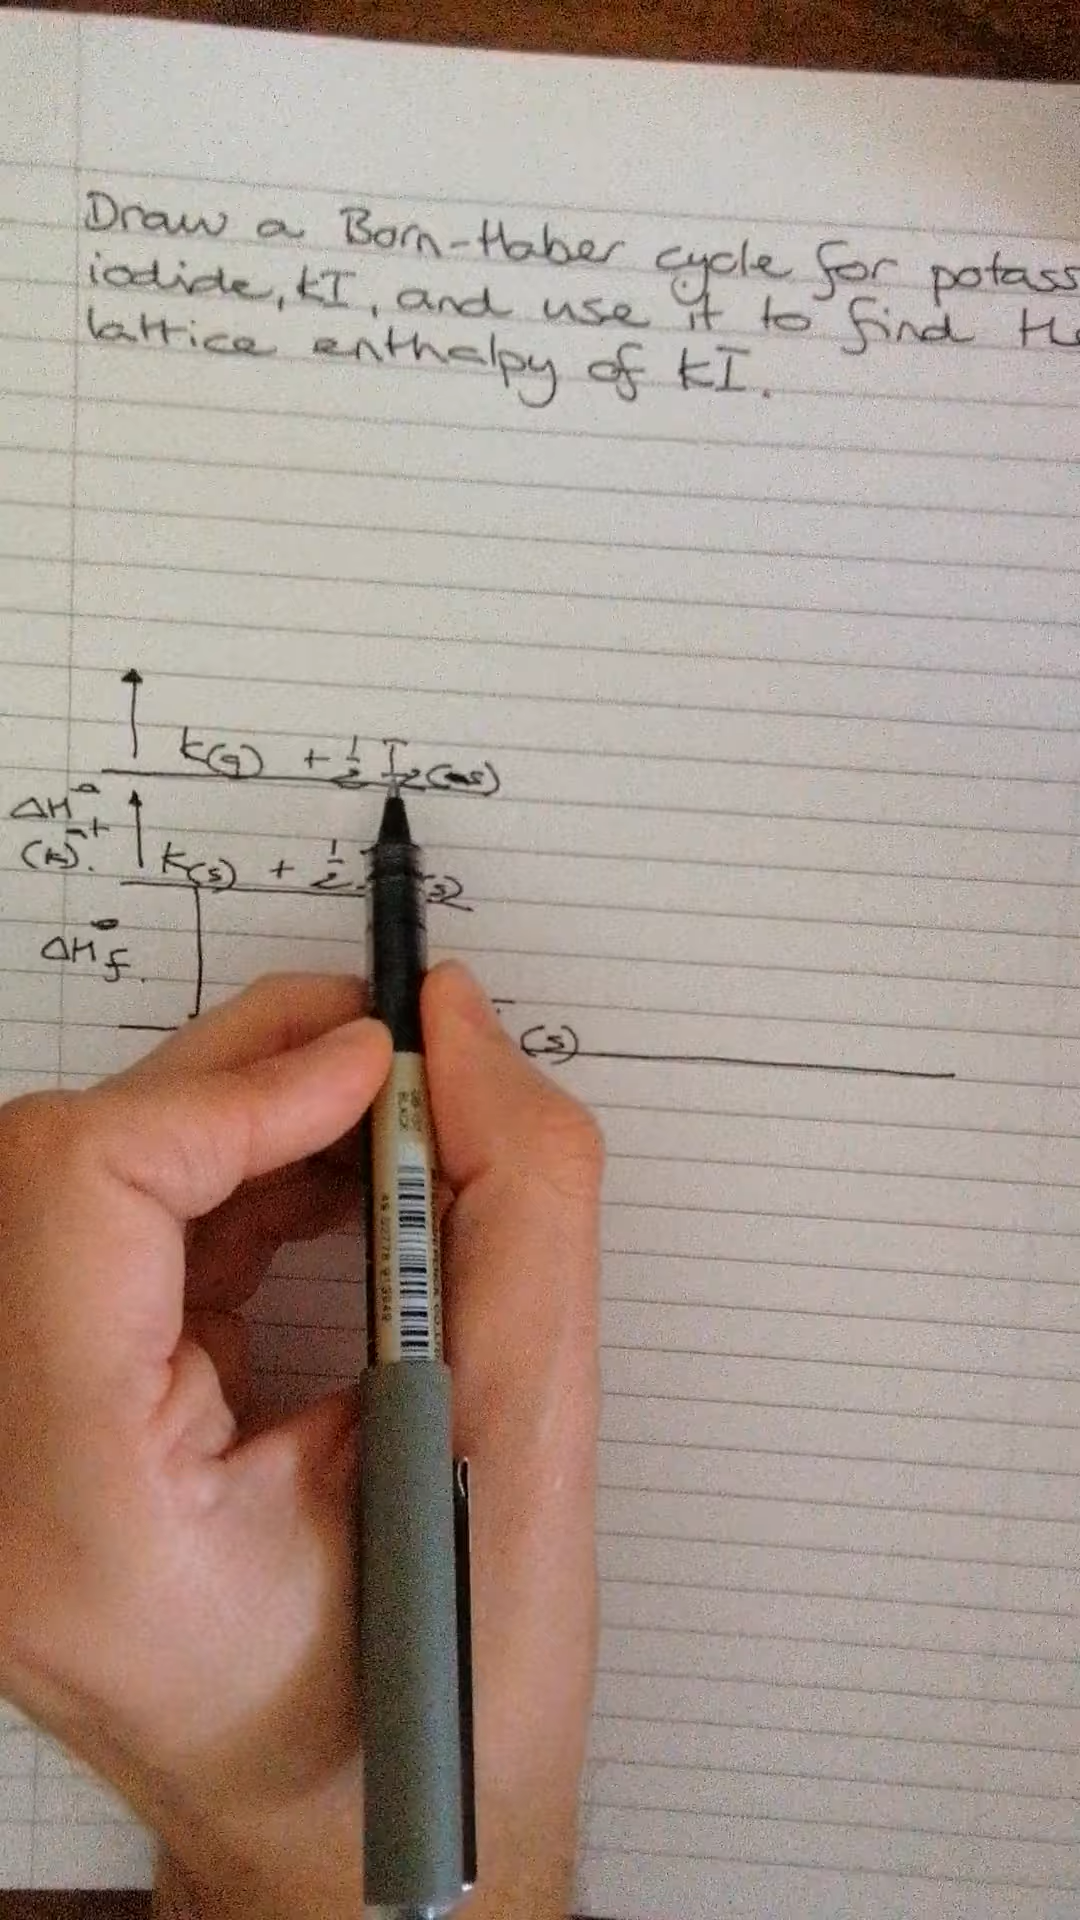 Draw a Born-Haber cycle for potass
iodide, KI, and use it to find the
lattice enthalpy of KI.
K(g) + ½ I2(s)
ΔH⦵at (K).
K(s) + ½ (s)
ΔH⦵f.
(s)